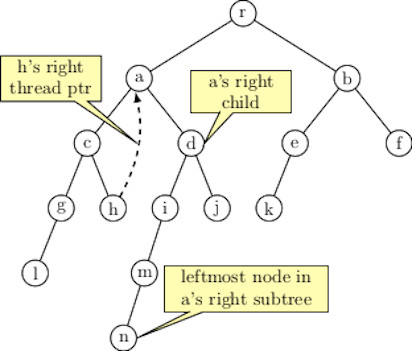 r
h's right
thread ptr
a
a's right
child
b
c
d
e
f
g
h
i
j
k
l
m
leftmost node in
a's right subtree
n